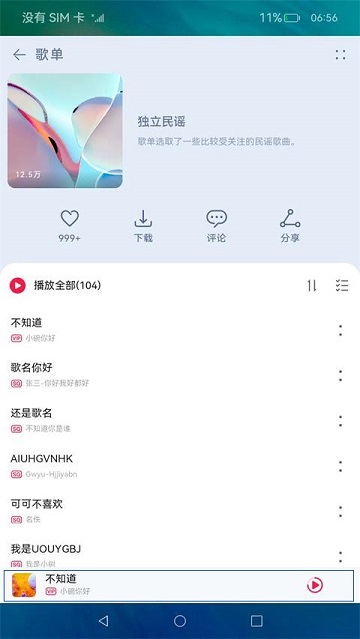 没有 SIM 卡
11%
06:56
歌单
12.5万
独立民谣
歌单选取了一些比较受关注的民谣歌曲。
999+
下载
评论
分享
播放全部(104)
不知道
VIP 小碗你好
歌名你好
SQ 张三-你好我好都好
还是歌名
SQ 不知道你是谁
AIUHGVNHK
SQ Gwyu-Hjjiyabn
可可不喜欢
SQ 名佚
我是UOUYGBJ
SQ 我是小树
不知道
VIP 小碗你好